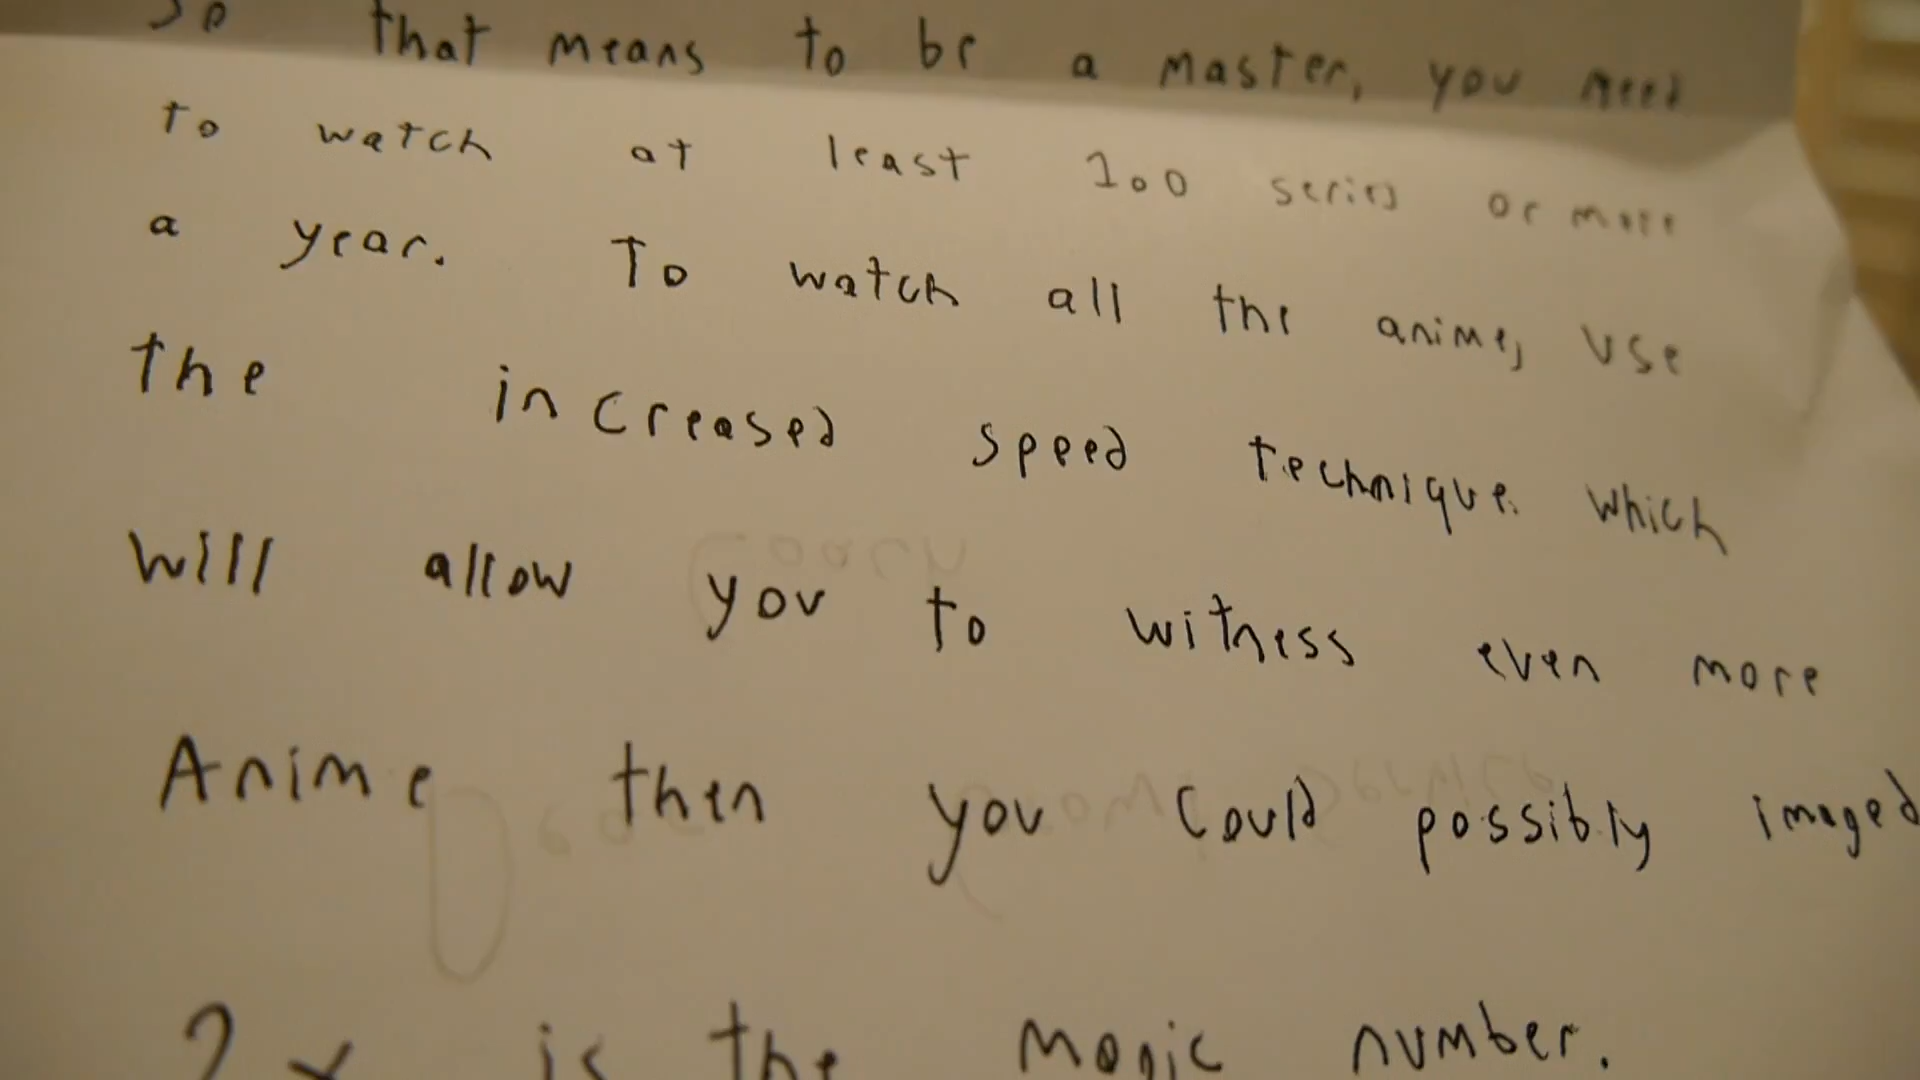 So that means to be a master, you need
to watch at least 100 series or more
a year. To watch all the anime, use
the increased speed technique. which
will allow you to witness even more
Anime then you could possibly imaged
2x is the magic number.